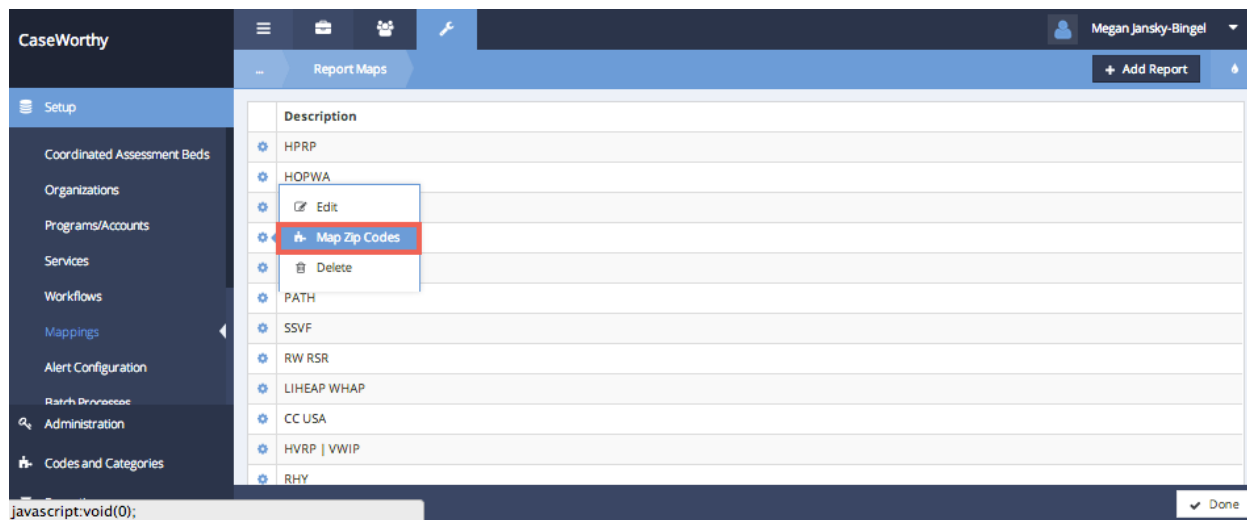 CaseWorthy
Megan Jansky-Bingel
... Report Maps
+ Add Report
Setup
Coordinated Assessment Beds
Organizations
Programs/Accounts
Services
Workflows
Mappings
Alert Configuration
Batch Processes
Administration
Codes and Categories
Description
HPRP
HOPWA
Edit
Map Zip Codes
Delete
PATH
SSVF
RW RSR
LIHEAP WHAP
CC USA
HVRP | VWIP
RHY
Done
javascript:void(0);